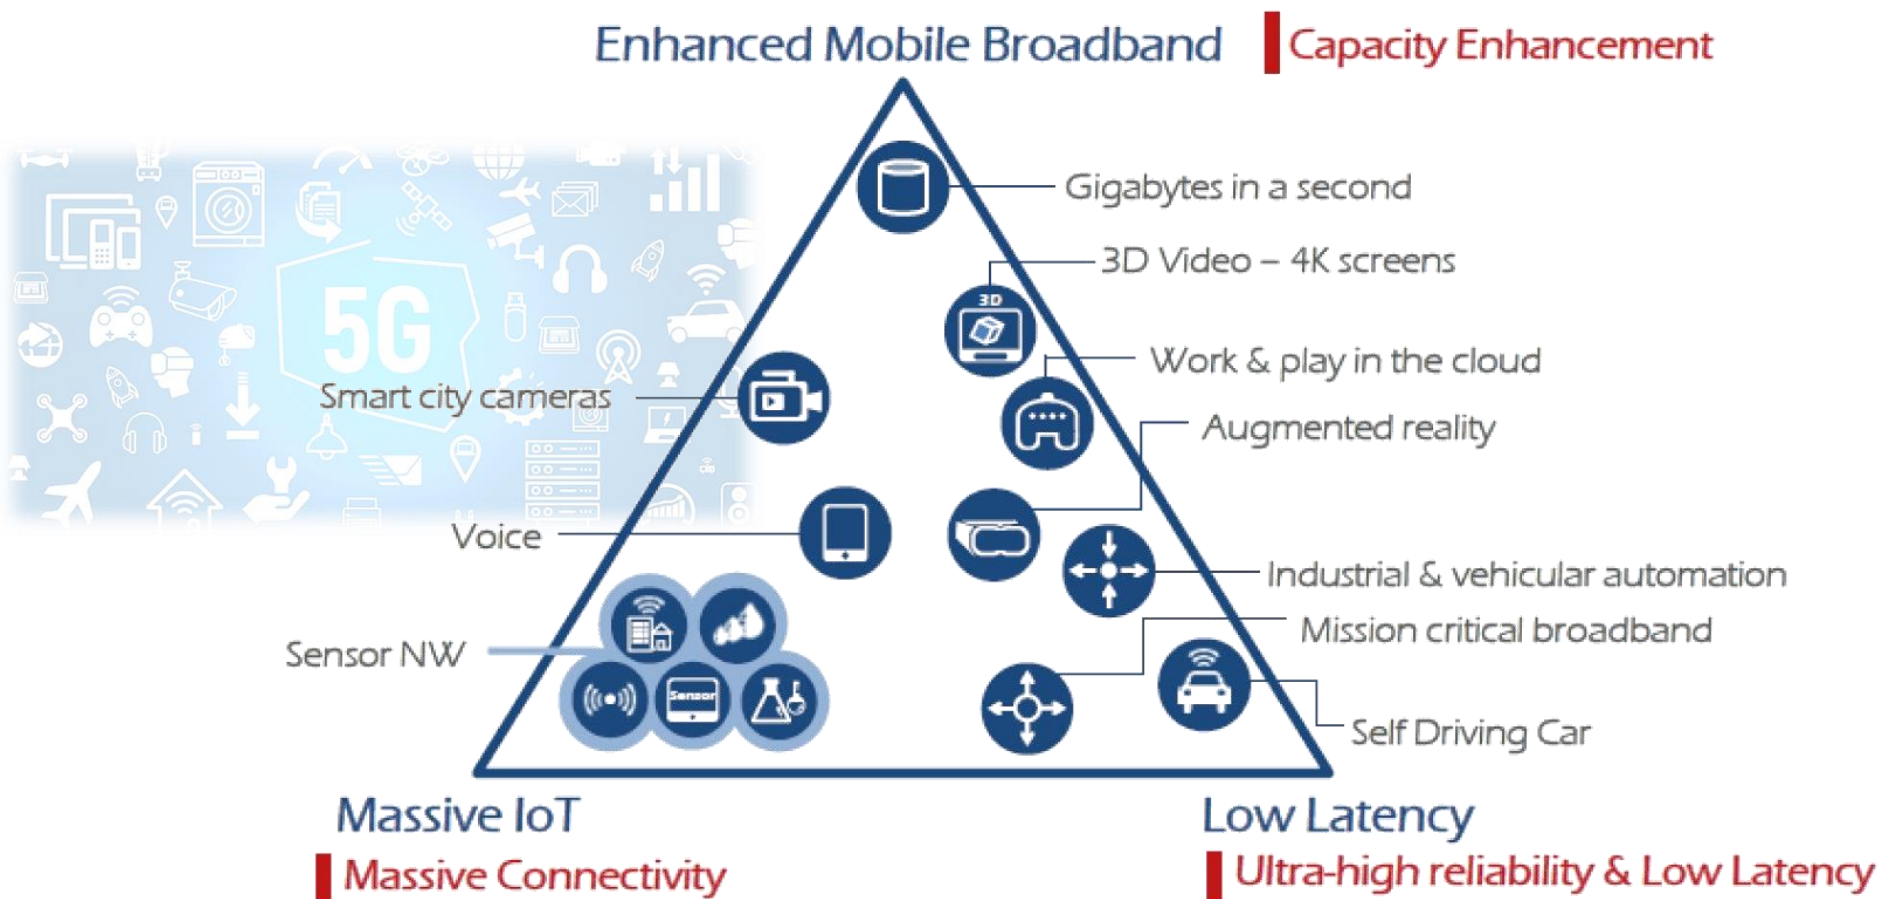 Enhanced Mobile Broadband
Capacity Enhancement
Gigabytes in a second
3D Video – 4K screens
3D
5G
Work & play in the cloud
Smart city cameras
Augmented reality
Voice
Industrial & vehicular automation
Mission critical broadband
Sensor NW
Sensor
Self Driving Car
Massive IoT
Low Latency
Massive Connectivity
Ultra-high reliability & Low Latency